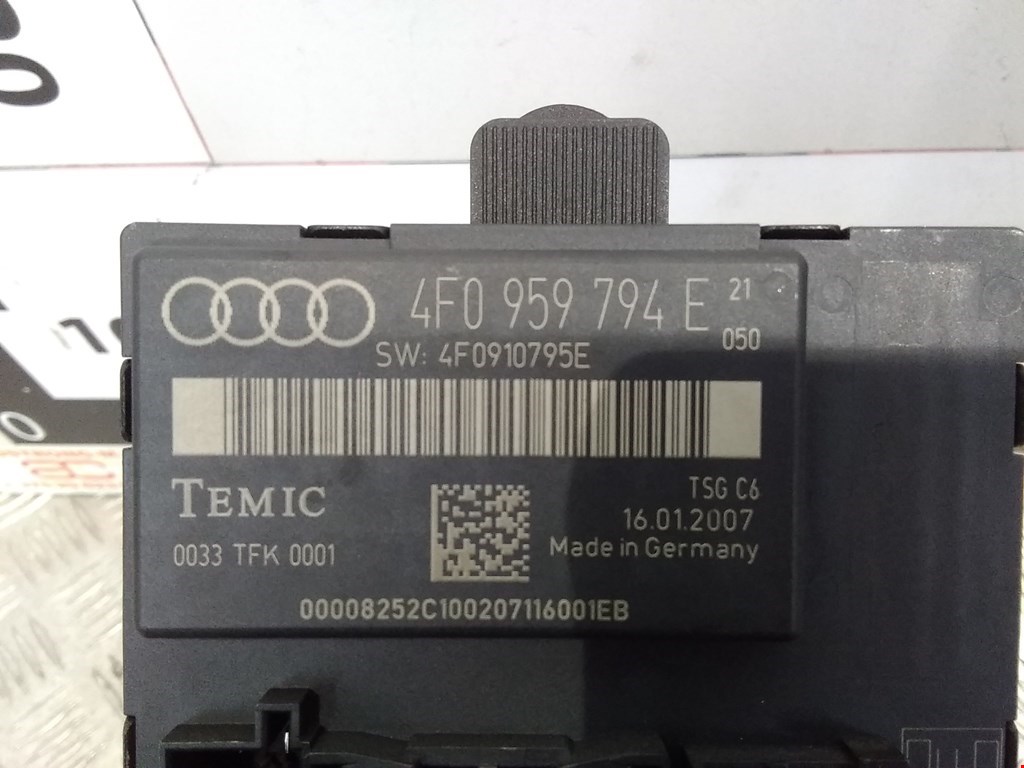 4F0 959 794 E 21
050
SW: 4F0910795E
TEMIC
TSG C6
16.01.2007
0033 TFK 0001
Made in Germany
00008252C100207116001EB